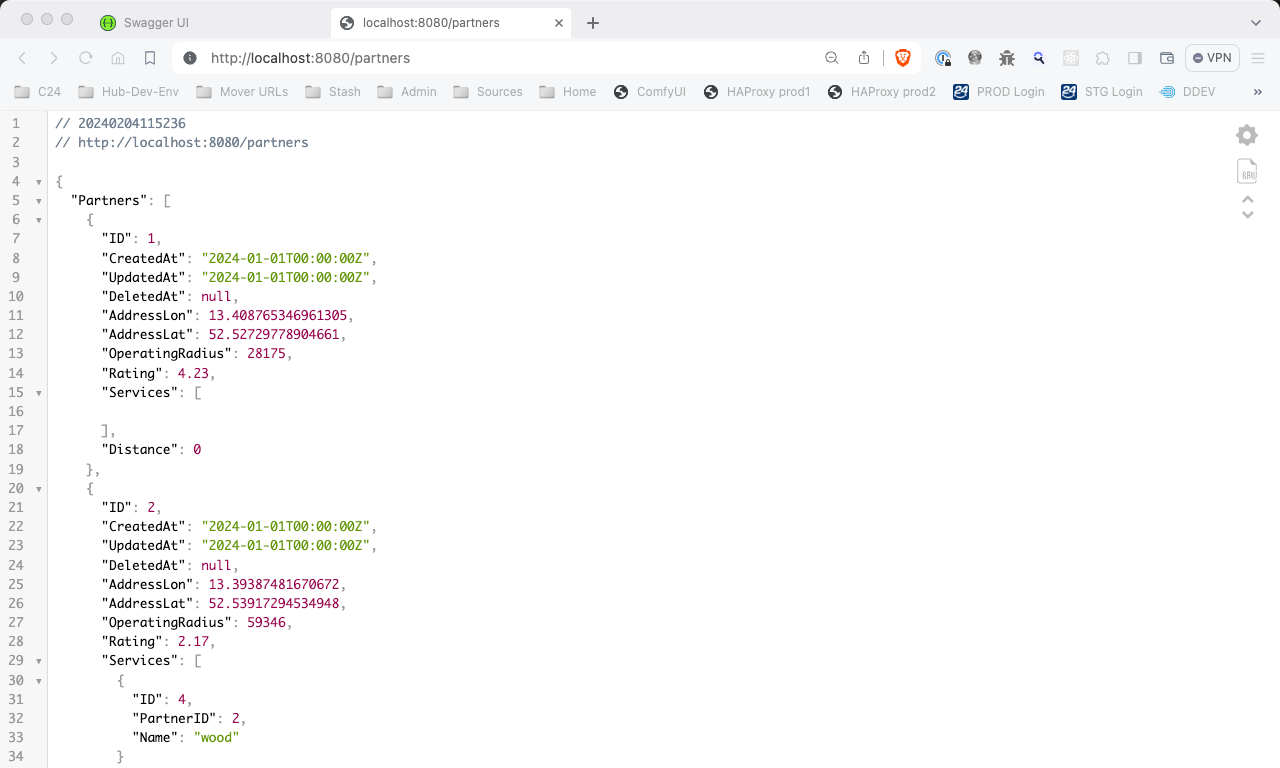 Swagger UI
localhost:8080/partners
http://localhost:8080/partners
VPN
C24 Hub-Dev-Env Mover URLs Stash Admin Sources Home ComfyUI HAProxy prod1 HAProxy prod2 24 PROD Login 24 STG Login DDEV »
1 // 20240204115236
2 // http://localhost:8080/partners
3
4 {
5 "Partners": [
6 {
7 "ID": 1,
8 "CreatedAt": "2024-01-01T00:00:00Z",
9 "UpdatedAt": "2024-01-01T00:00:00Z",
10 "DeletedAt": null,
11 "AddressLon": 13.408765346961305,
12 "AddressLat": 52.52729778904661,
13 "OperatingRadius": 28175,
14 "Rating": 4.23,
15 "Services": [
16
17 ],
18 "Distance": 0
19 },
20 {
21 "ID": 2,
22 "CreatedAt": "2024-01-01T00:00:00Z",
23 "UpdatedAt": "2024-01-01T00:00:00Z",
24 "DeletedAt": null,
25 "AddressLon": 13.39387481670672,
26 "AddressLat": 52.53917294534948,
27 "OperatingRadius": 59346,
28 "Rating": 2.17,
29 "Services": [
30 {
31 "ID": 4,
32 "PartnerID": 2,
33 "Name": "wood"
34 }
RAW